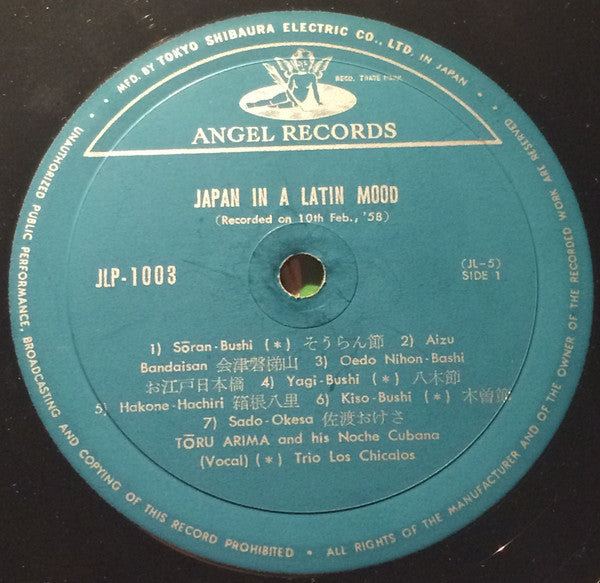 MFD. BY TOKYO SHIBAURA ELECTRIC CO., LTD. IN JAPAN • ALL RIGHTS OF THE MANUFACTURER AND OF THE OWNER OF THE RECORDED WORK ARE RESERVED
UNAUTHORIZED PUBLIC PERFORMANCE, BROADCASTING AND COPYING OF THIS RECORD PROHIBITED •
REGD. TRADE MARK
ANGEL RECORDS
JAPAN IN A LATIN MOOD
(Recorded on 10th Feb., '58)
JLP-1003
(JL-5)
SIDE 1
1) Sōran-Bushi (*) そうらん節 2) Aizu
Bandaisan 会津磐梯山 3) Oedo Nihon-Bashi
お江戸日本橋 4) Yagi-Bushi (*) 八木節
5) Hakone-Hachiri 箱根八里 6) Kiso-Bushi (*) 木曽節
7) Sado-Okesa 佐渡おけさ
TŌRU ARIMA and his Noche Cubana
(Vocal) (*) Trio Los Chicalos